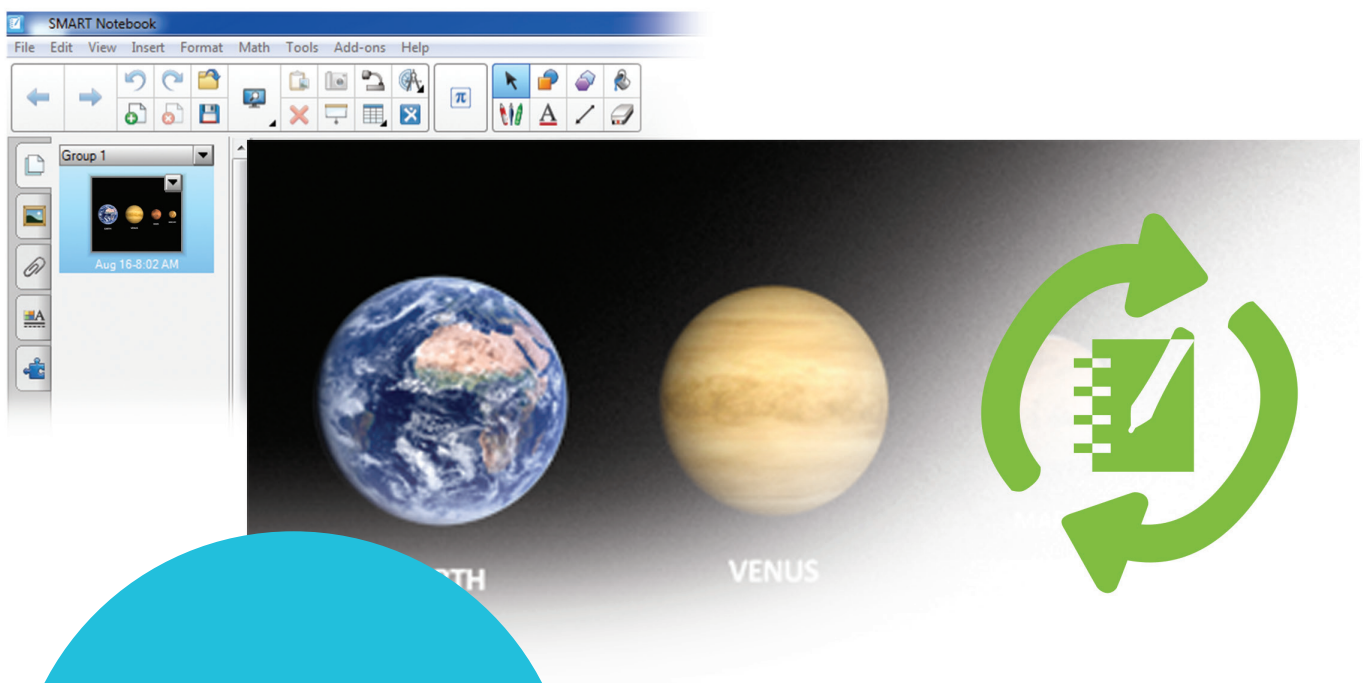 SMART Notebook
File Edit View Insert Format Math Tools Add-ons Help
π
A
Group 1
Aug 16-8:02 AM
A
RTH
VENUS